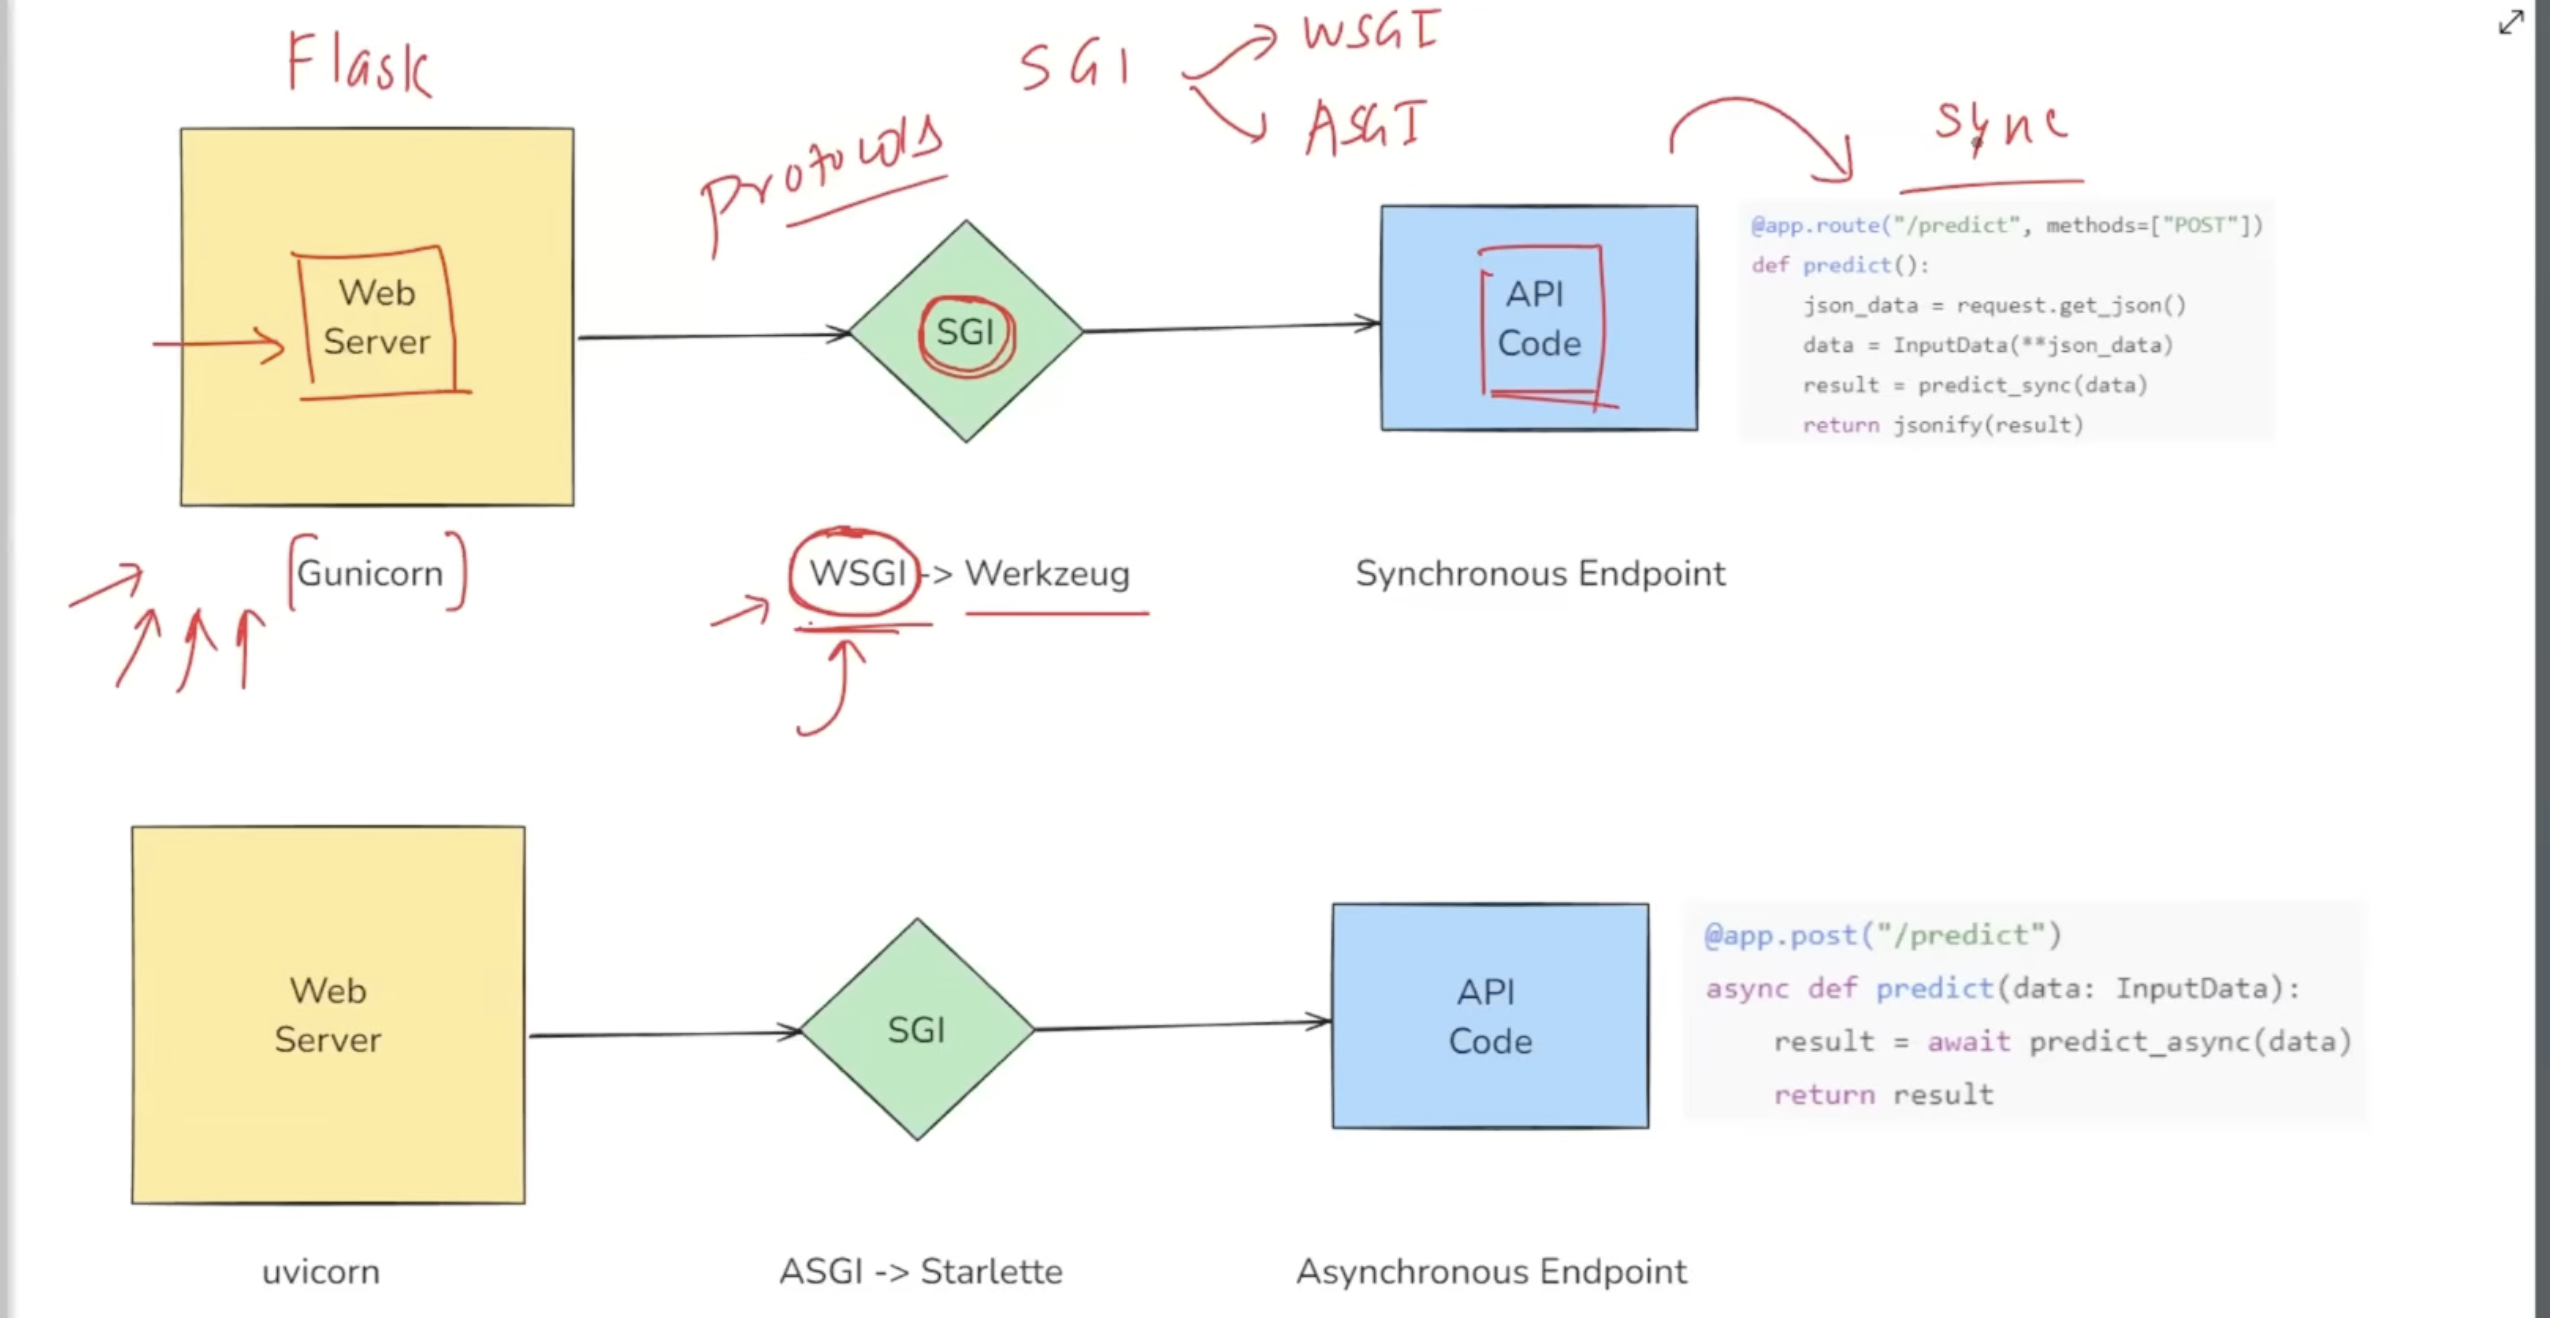 Flask
SGI
WSGI
ASGI
protocols
sync
Web
Server
SGI
API
Code
@app.route("/predict", methods=["POST"])
def predict():
    json_data = request.get_json()
    data = InputData(**json_data)
    result = predict_sync(data)
    return jsonify(result)
[Gunicorn]
WSGI -> Werkzeug
Synchronous Endpoint
Web
Server
SGI
API
Code
@app.post("/predict")
async def predict(data: InputData):
    result = await predict_async(data)
    return result
uvicorn
ASGI -> Starlette
Asynchronous Endpoint